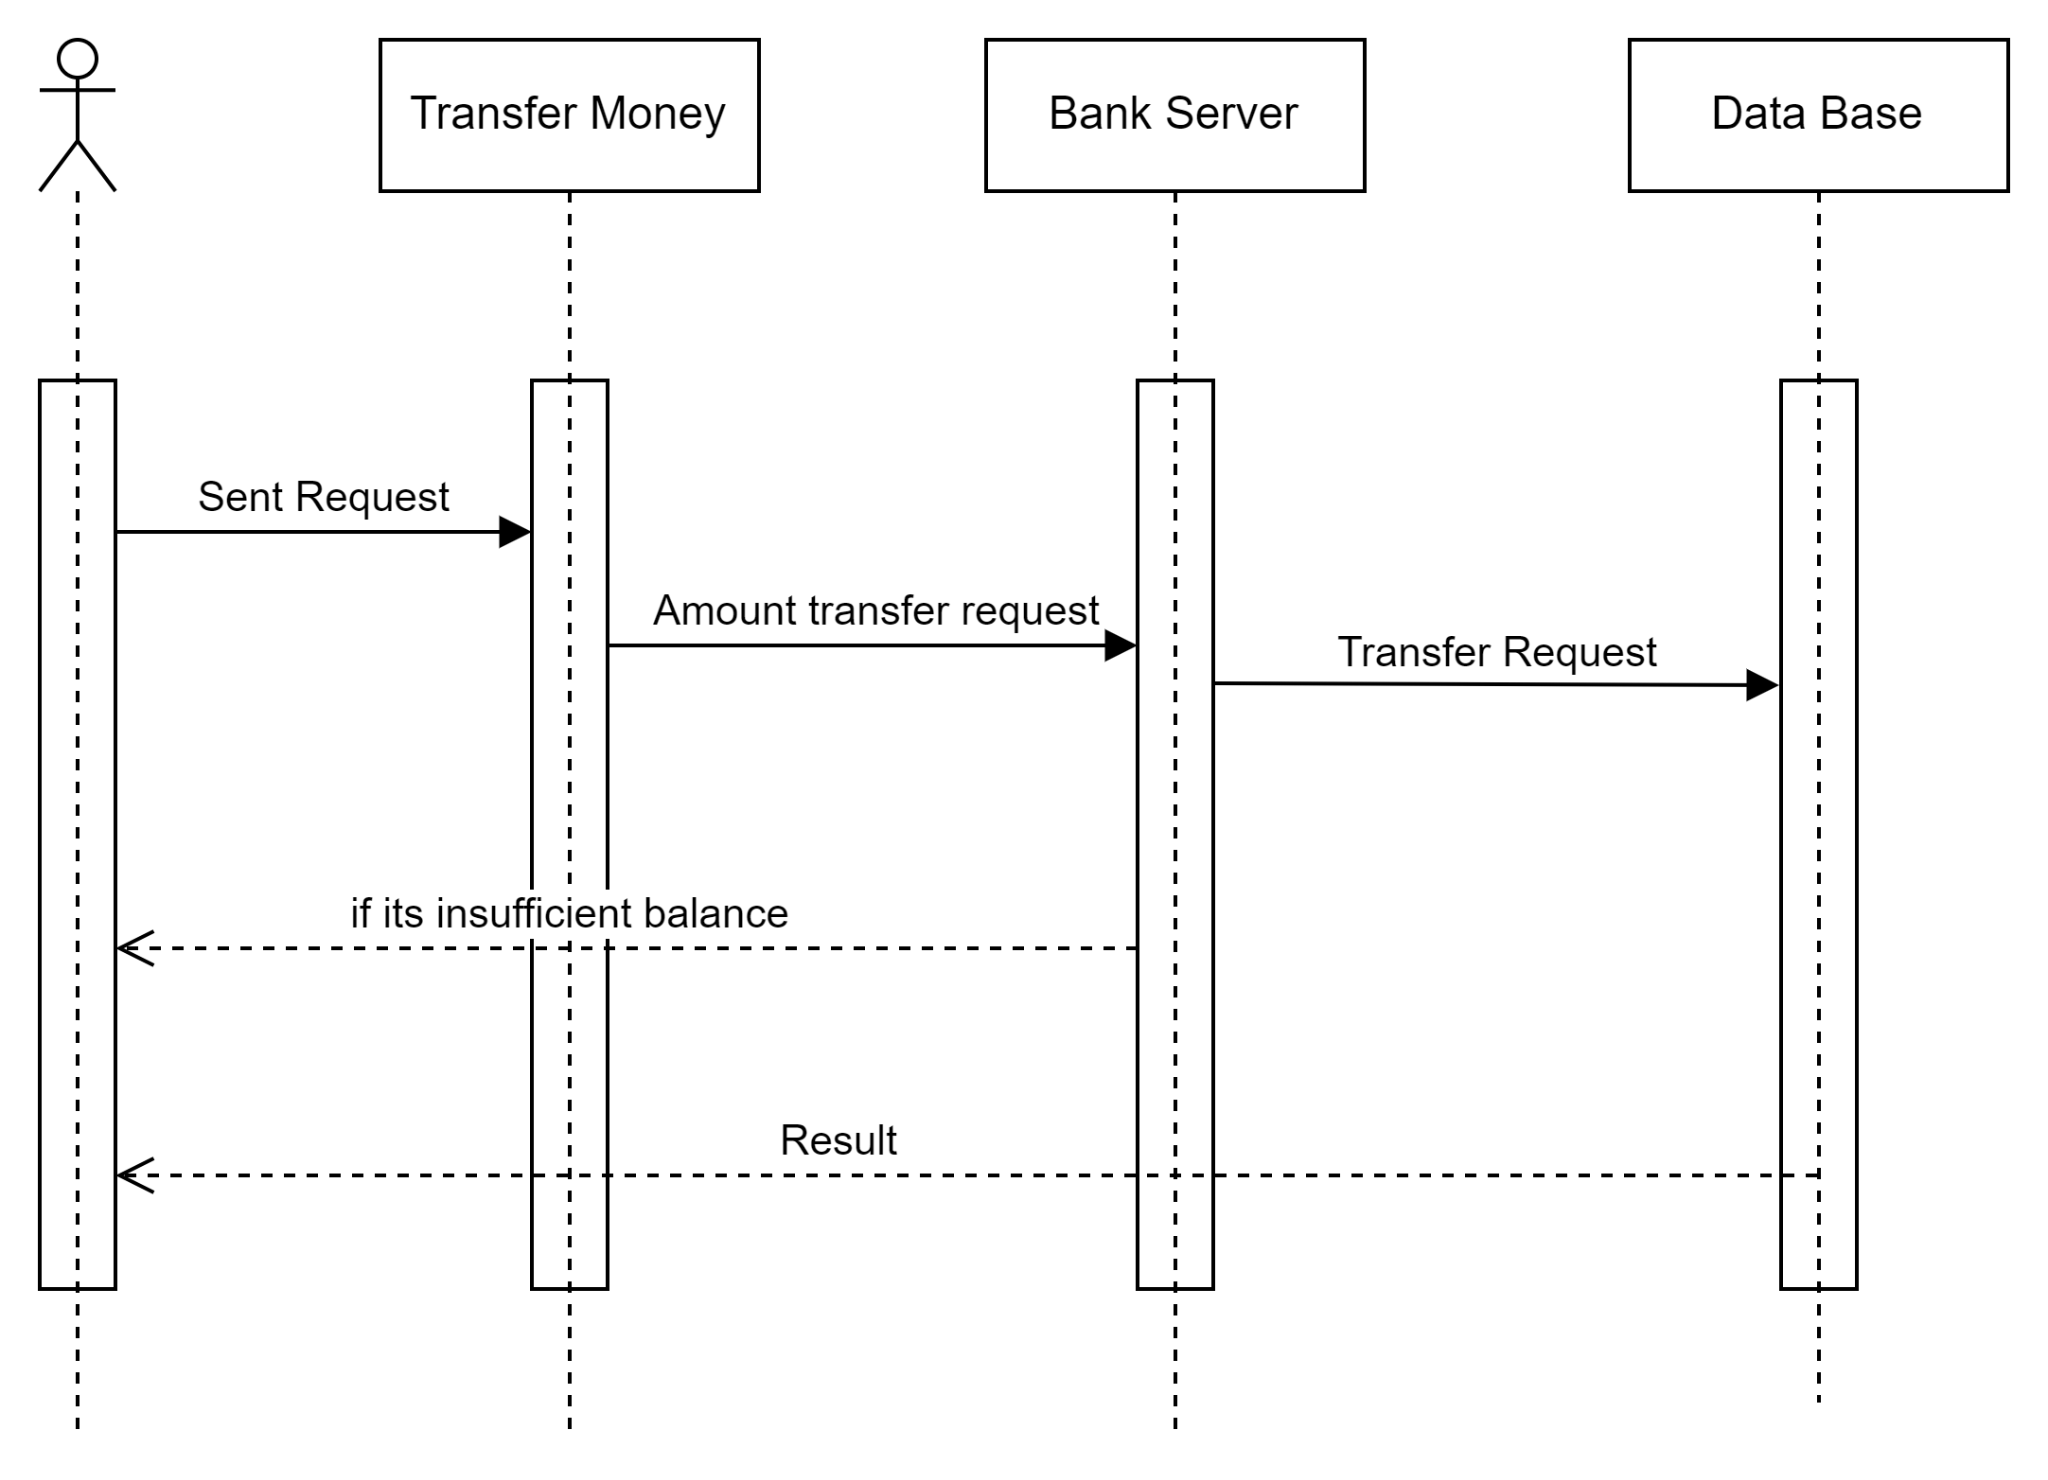 Transfer Money
Bank Server
Data Base
Sent Request
Amount transfer request
Transfer Request
if its insufficient balance
Result